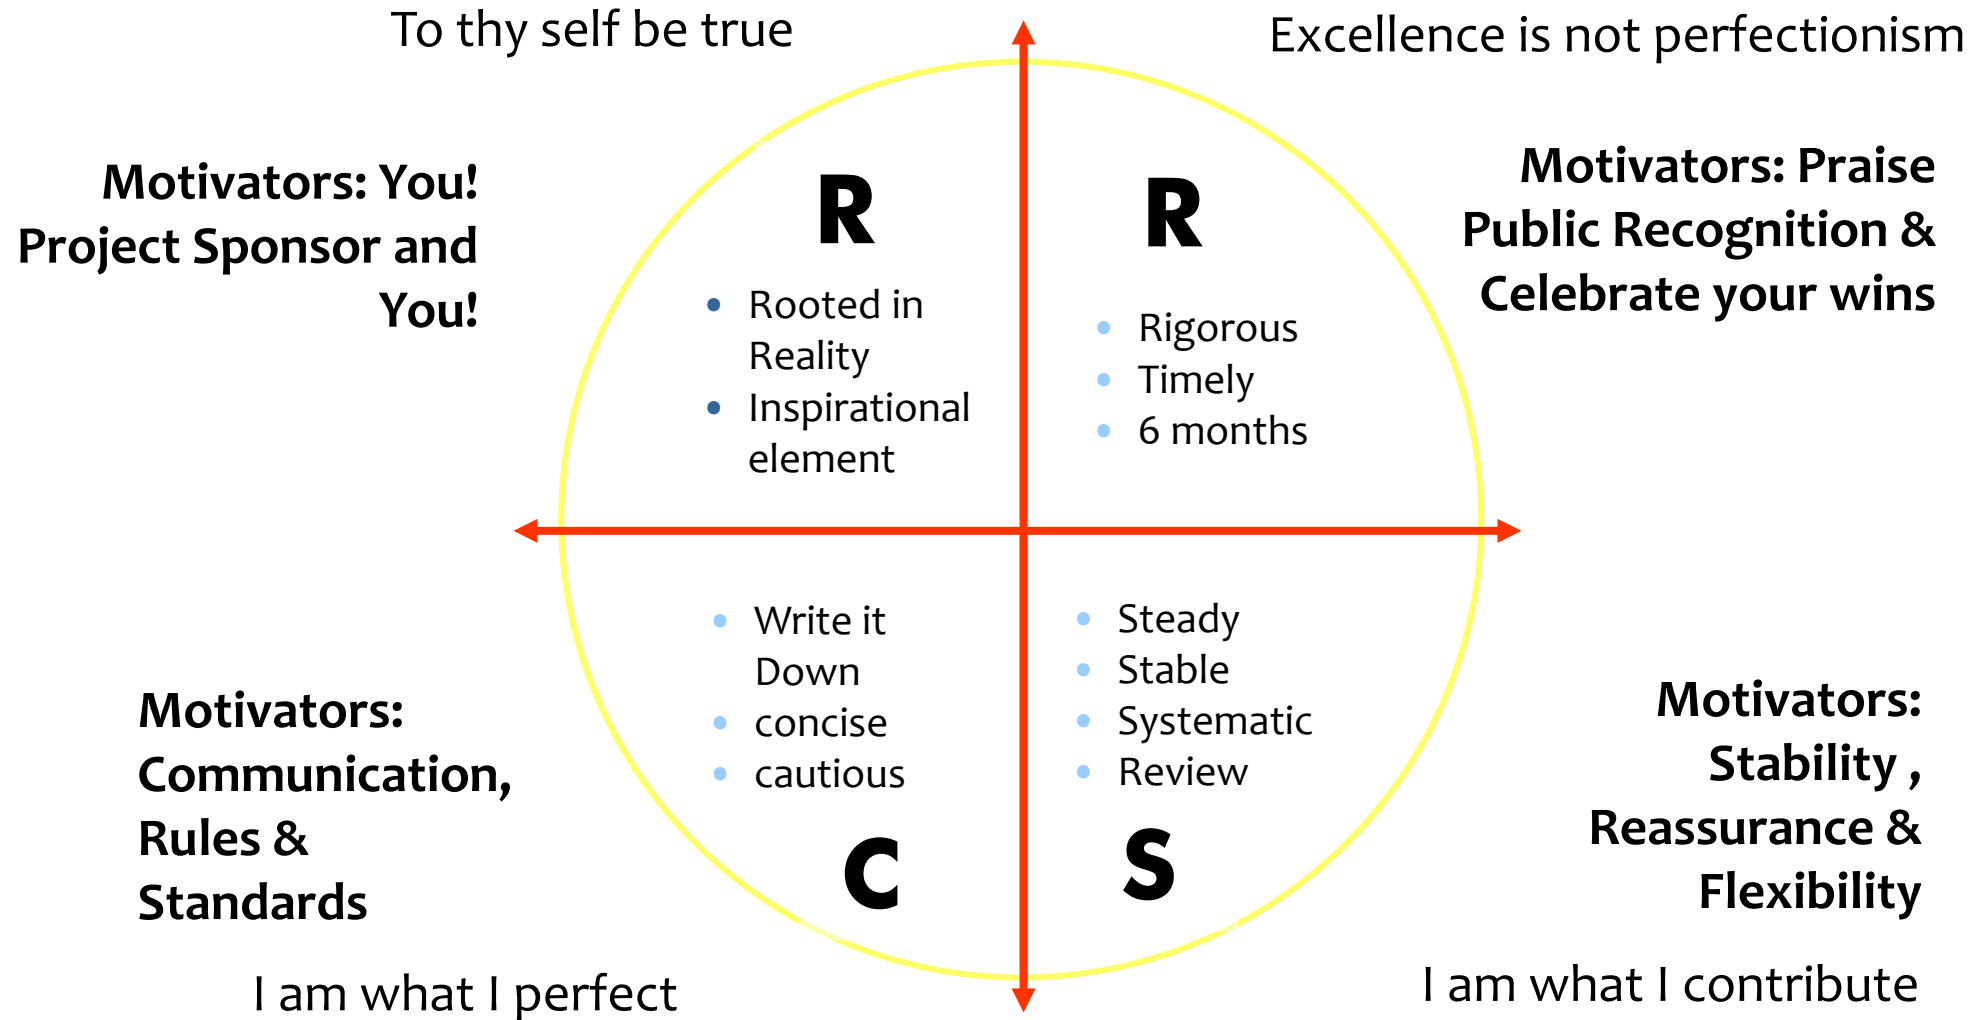 To thy self be true
Excellence is not perfectionism
Motivators: You!
Project Sponsor and
You!
R
• Rooted in
Reality
• Inspirational
element
R
• Rigorous
• Timely
• 6 months
Motivators: Praise
Public Recognition &
Celebrate your wins
Motivators:
Communication,
Rules &
Standards
• Write it
Down
• concise
• cautious
C
• Steady
• Stable
• Systematic
• Review
S
Motivators:
Stability ,
Reassurance &
Flexibility
I am what I perfect
I am what I contribute